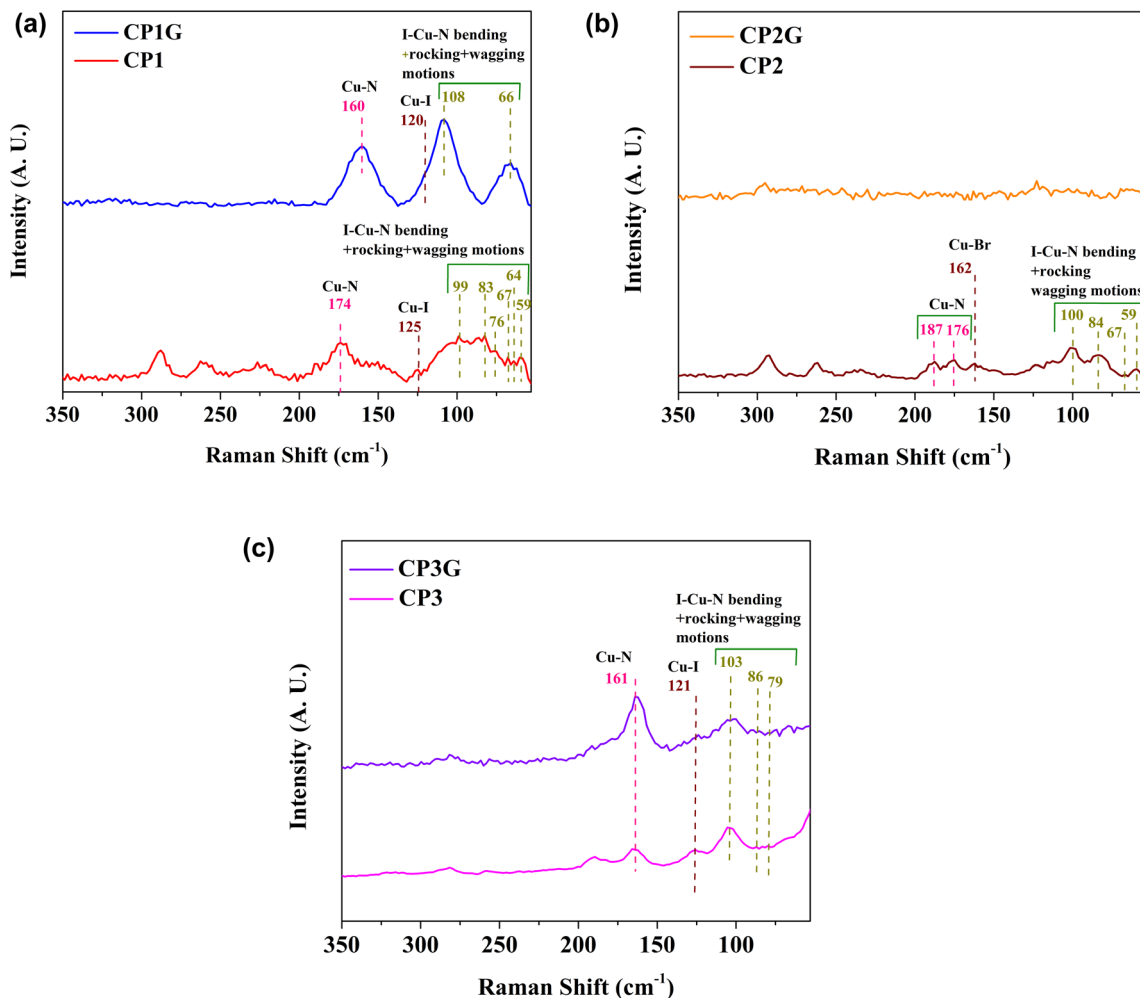 (a)
CP1G
CP1
I-Cu-N bending
+rocking+wagging
motions
Cu-N
160
Cu-I
120
108
66
I-Cu-N bending
+rocking+wagging motions
Cu-N
174
Cu-I
125
99
83
76
67
64
59
Intensity (A. U.)
350
300
250
200
150
100
Raman Shift (cm⁻¹)
(b)
CP2G
CP2
Cu-Br
162
Cu-N
187
176
I-Cu-N bending
+rocking
wagging motions
100
84
67
59
Intensity (A. U.)
350
300
250
200
150
100
Raman Shift (cm⁻¹)
(c)
CP3G
CP3
I-Cu-N bending
+rocking+wagging
motions
Cu-N
161
Cu-I
121
103
86
79
Intensity (A. U.)
350
300
250
200
150
100
Raman Shift (cm⁻¹)